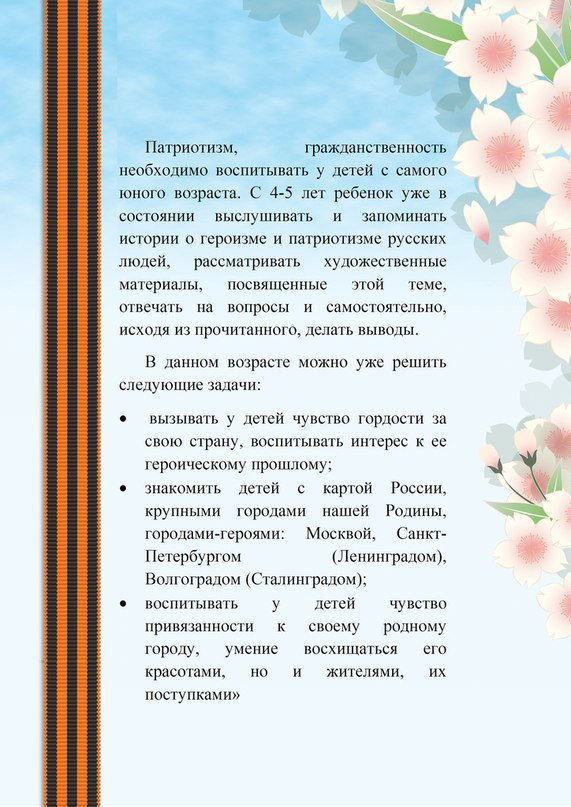 Патриотизм, гражданственность
необходимо воспитывать у детей с самого
юного возраста. С 4-5 лет ребенок уже в
состоянии выслушивать и запоминать
истории о героизме и патриотизме русских
людей, рассматривать художественные
материалы, посвященные этой теме,
отвечать на вопросы и самостоятельно,
исходя из прочитанного, делать выводы.
В данном возрасте можно уже решить
следующие задачи:
• вызывать у детей чувство гордости за
свою страну, воспитывать интерес к ее
героическому прошлому;
• знакомить детей с картой России,
крупными городами нашей Родины,
городами-героями: Москвой, Санкт-
Петербургом (Ленинградом),
Волгоградом (Сталинградом);
• воспитывать у детей чувство
привязанности к своему родному
городу, умение восхищаться его
красотами, но и жителями, их
поступками»